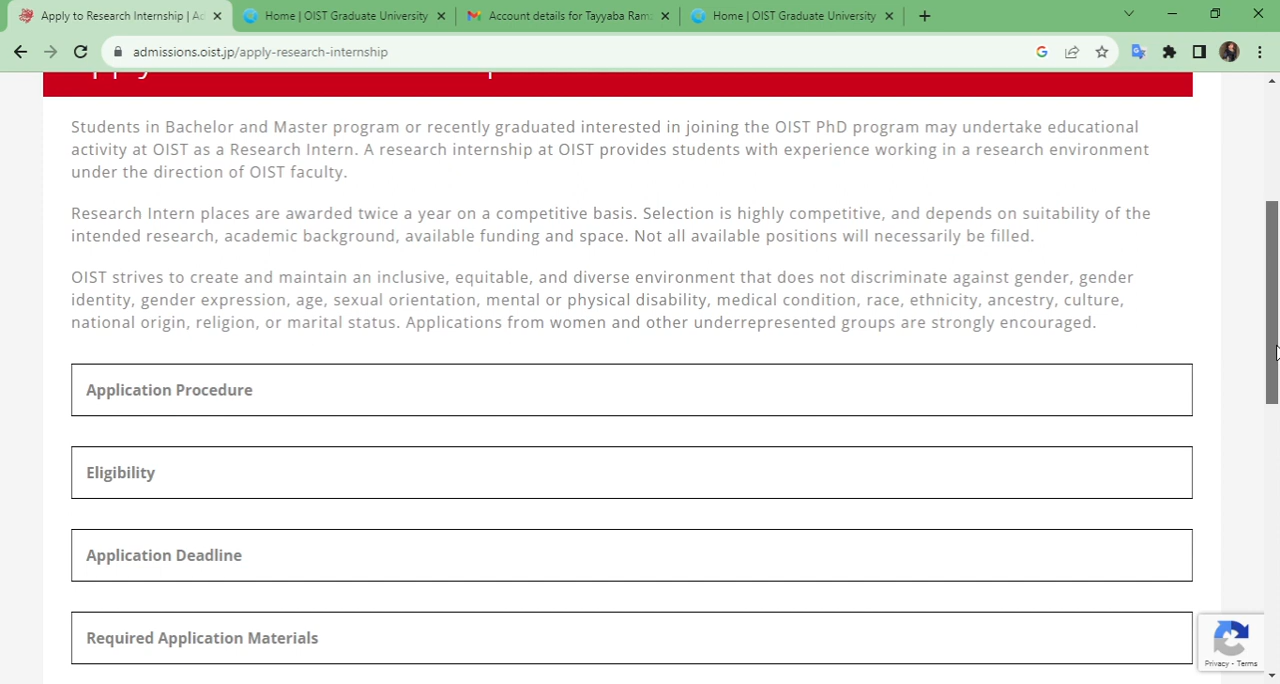 Apply to Research Internship | Ad
Home | OIST Graduate University
Account details for Tayyaba Ram
Home | OIST Graduate University
admissions.oist.jp/apply-research-internship
Students in Bachelor and Master program or recently graduated interested in joining the OIST PhD program may undertake educational
activity at OIST as a Research Intern. A research internship at OIST provides students with experience working in a research environment
under the direction of OIST faculty.
Research Intern places are awarded twice a year on a competitive basis. Selection is highly competitive, and depends on suitability of the
intended research, academic background, available funding and space. Not all available positions will necessarily be filled.
OIST strives to create and maintain an inclusive, equitable, and diverse environment that does not discriminate against gender, gender
identity, gender expression, age, sexual orientation, mental or physical disability, medical condition, race, ethnicity, ancestry, culture,
national origin, religion, or marital status. Applications from women and other underrepresented groups are strongly encouraged.
Application Procedure
Eligibility
Application Deadline
Required Application Materials
Privacy - Terms